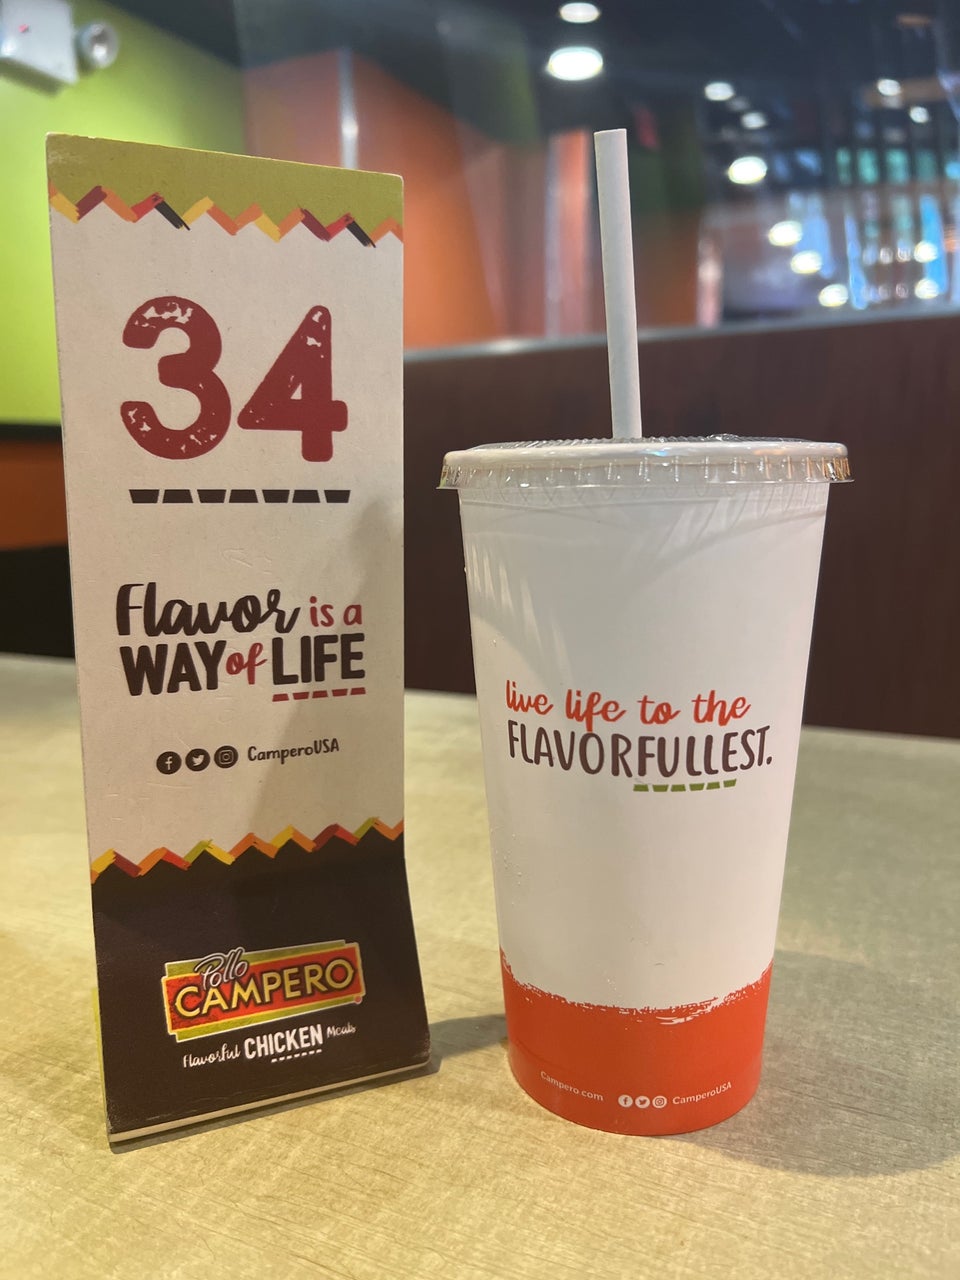 34
Flavor is a
WAY of LIFE
CamperoUSA
Pollo
CAMPERO
Flavorful CHICKEN Meals
live life to the
FLAVORFULLEST.
Campero.com CamperoUSA